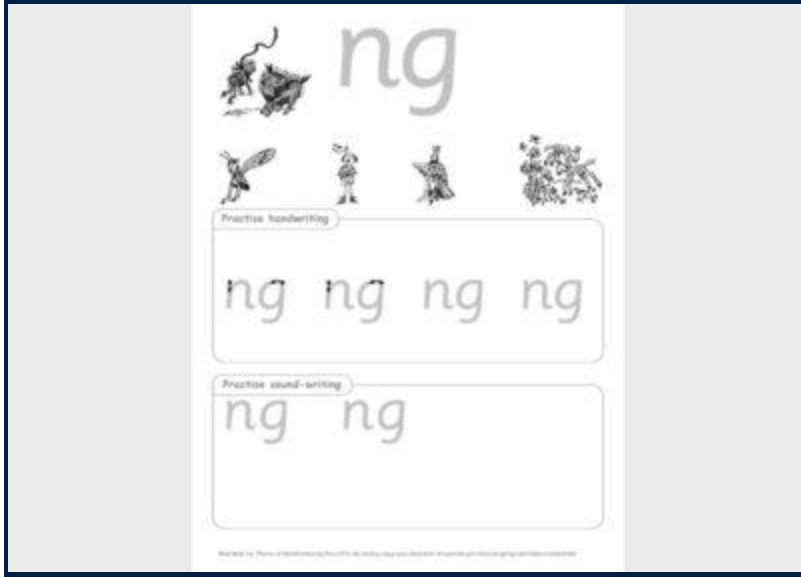 ng
Practise handwriting
ng ng ng ng
Practise sound-writing
ng ng